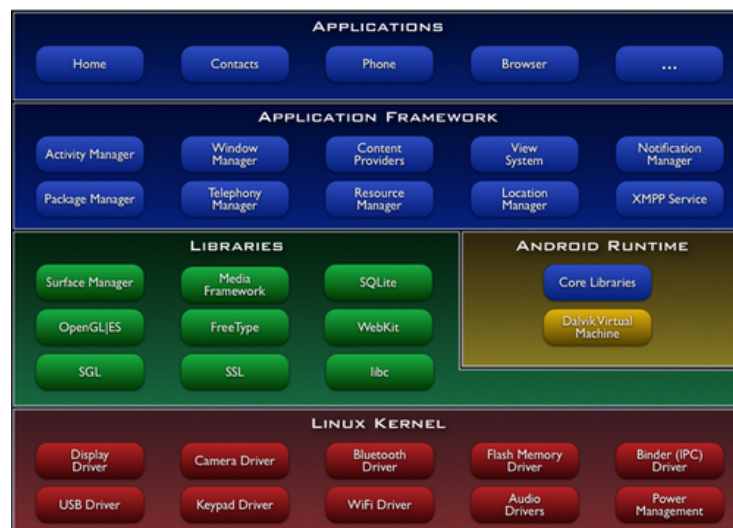 APPLICATIONS
Home
Contacts
Phone
Browser
...
APPLICATION FRAMEWORK
Activity Manager
Window
Manager
Content
Providers
View
System
Notification
Manager
Package Manager
Telephony
Manager
Resource
Manager
Location
Manager
XMPP Service
LIBRARIES
Surface Manager
Media
Framework
SQLite
OpenGL|ES
FreeType
WebKit
SGL
SSL
libc
ANDROID RUNTIME
Core Libraries
Dalvik Virtual
Machine
LINUX KERNEL
Display
Driver
Camera Driver
Bluetooth
Driver
Flash Memory
Driver
Binder (IPC)
Driver
USB Driver
Keypad Driver
WiFi Driver
Audio
Drivers
Power
Management